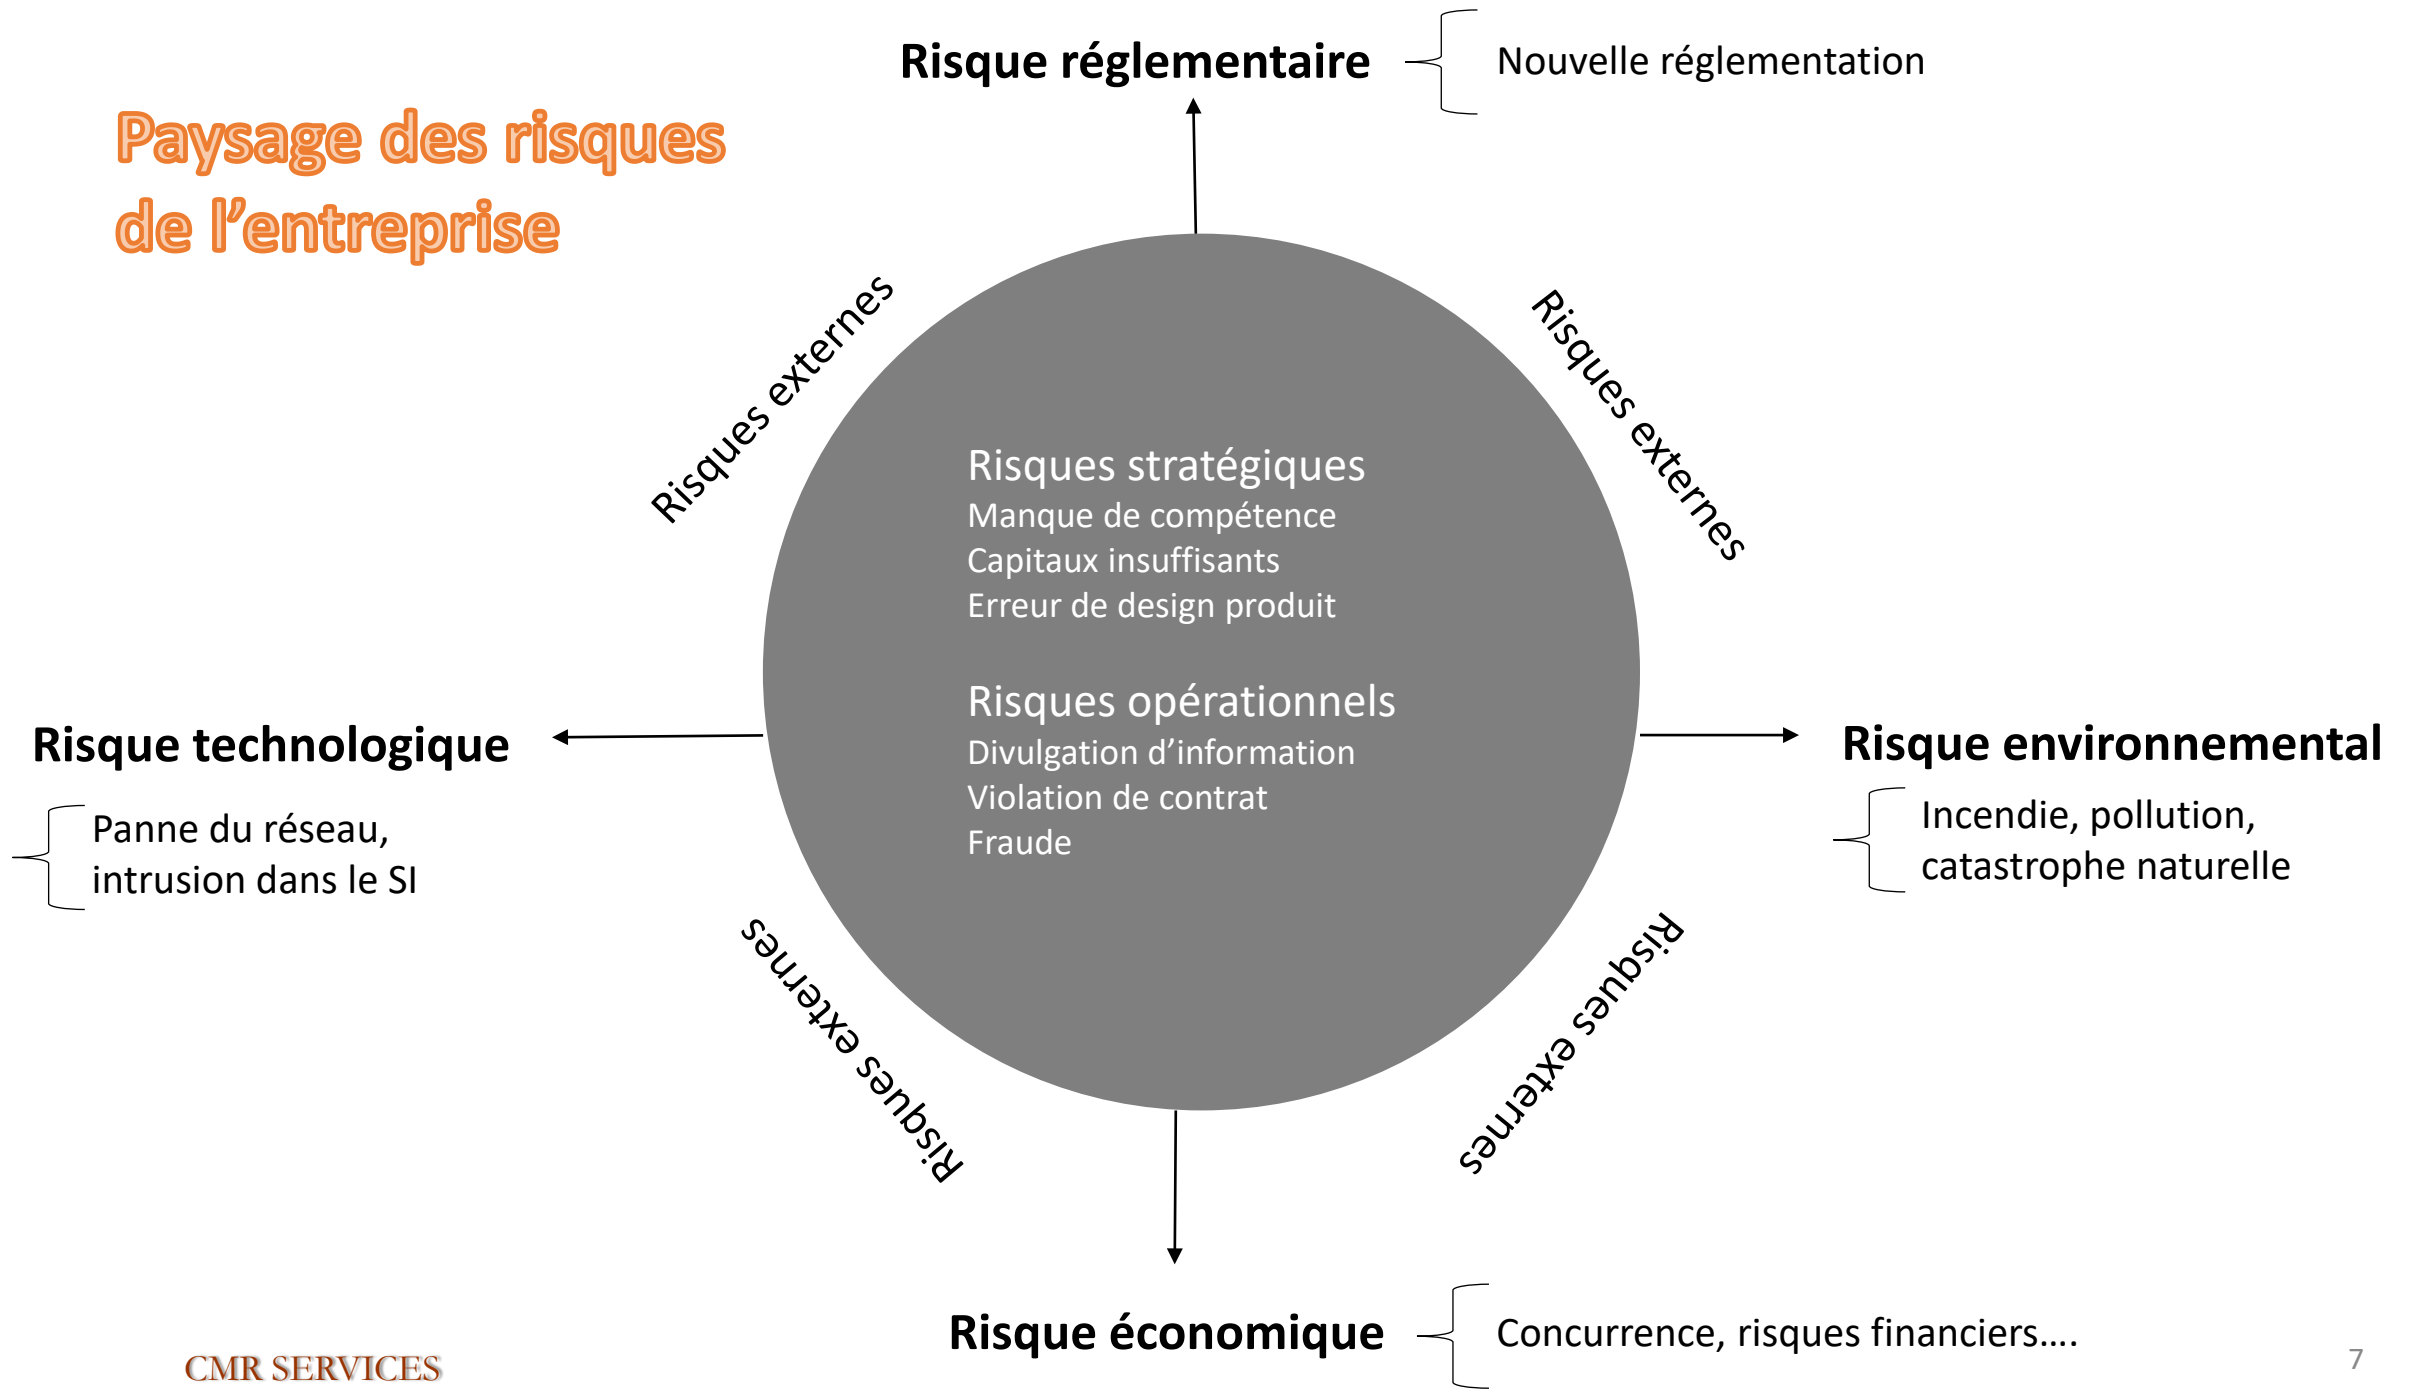 Risque réglementaire
Nouvelle réglementation
Paysage des risques
de l’entreprise
Risques externes
Risques externes
Risques stratégiques
Manque de compétence
Capitaux insuffisants
Erreur de design produit
Risques opérationnels
Divulgation d’information
Violation de contrat
Fraude
Risque technologique
Panne du réseau,
intrusion dans le SI
Risque environnemental
Incendie, pollution,
catastrophe naturelle
Risques externes
Risques externes
Risque économique
Concurrence, risques financiers....
CMR SERVICES
7